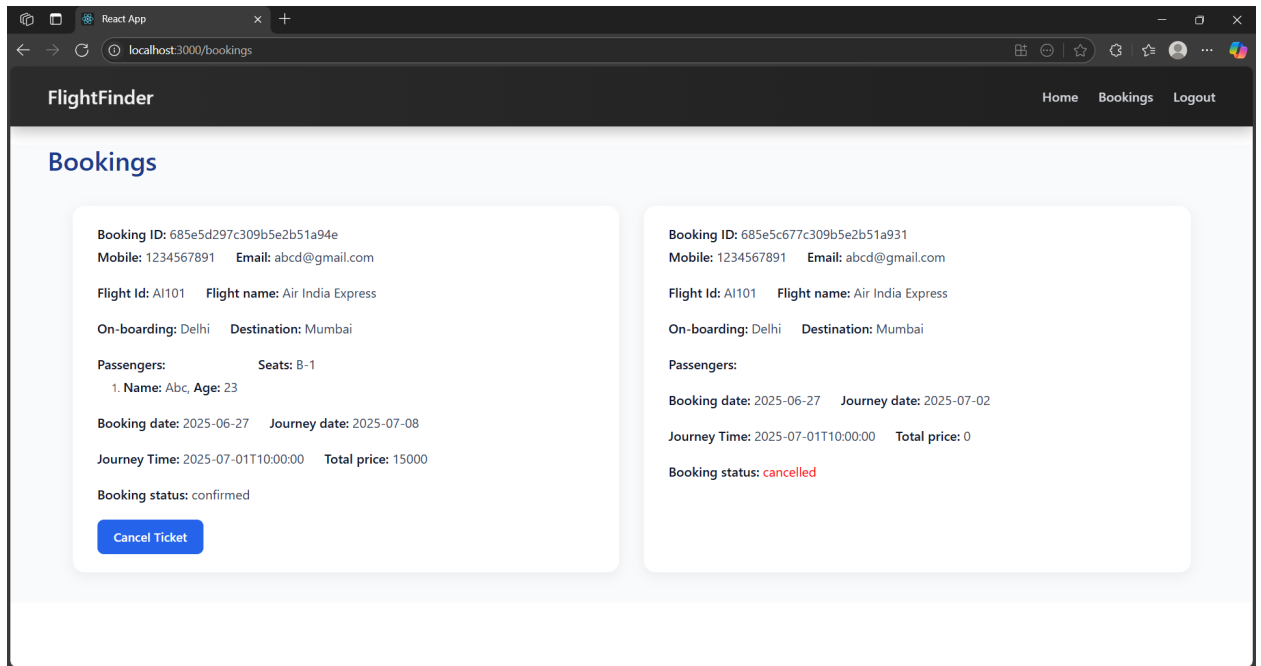 React App
localhost:3000/bookings
FlightFinder
Home Bookings Logout
Bookings
Booking ID: 685e5d297c309b5e2b51a94e
Mobile: 1234567891 Email: abcd@gmail.com
Flight Id: AI101 Flight name: Air India Express
On-boarding: Delhi Destination: Mumbai
Passengers: Seats: B-1
1. Name: Abc, Age: 23
Booking date: 2025-06-27 Journey date: 2025-07-08
Journey Time: 2025-07-01T10:00:00 Total price: 15000
Booking status: confirmed
Cancel Ticket
Booking ID: 685e5c677c309b5e2b51a931
Mobile: 1234567891 Email: abcd@gmail.com
Flight Id: AI101 Flight name: Air India Express
On-boarding: Delhi Destination: Mumbai
Passengers:
Booking date: 2025-06-27 Journey date: 2025-07-02
Journey Time: 2025-07-01T10:00:00 Total price: 0
Booking status: cancelled